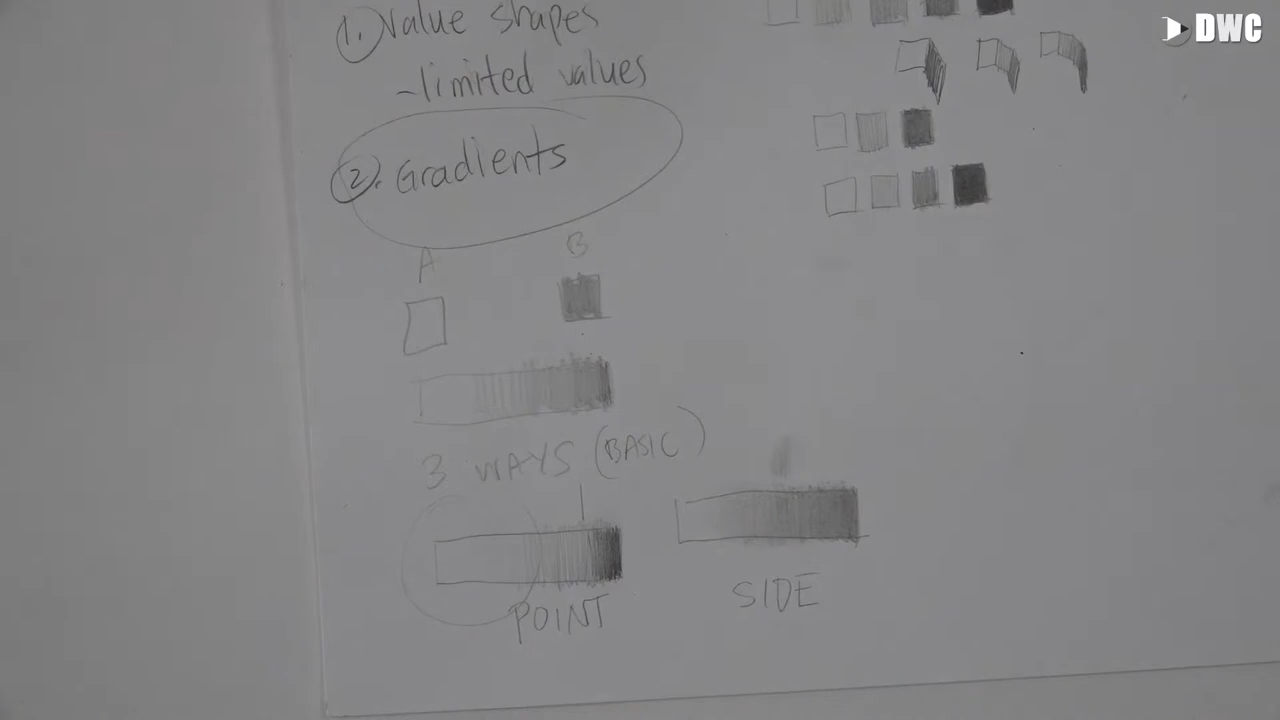 1. Value shapes
-limited values
2. Gradients
A B
3 WAYS (BASIC)
POINT
SIDE
DWC